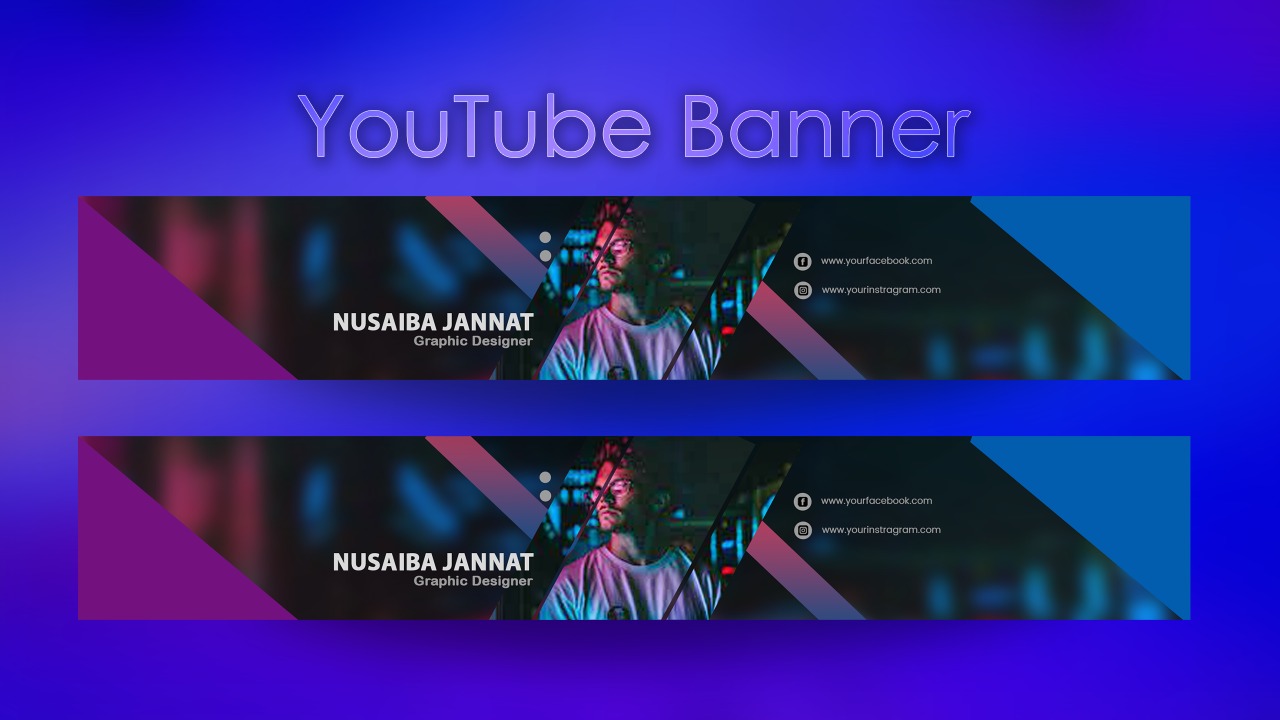 YouTube Banner
www.yourfacebook.com
www.yourinstragram.com
NUSAIBA JANNAT
Graphic Designer
www.yourfacebook.com
www.yourinstragram.com
NUSAIBA JANNAT
Graphic Designer